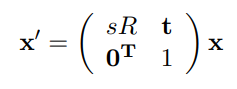 x′ = ( sR t
0ᵀ 1 ) x